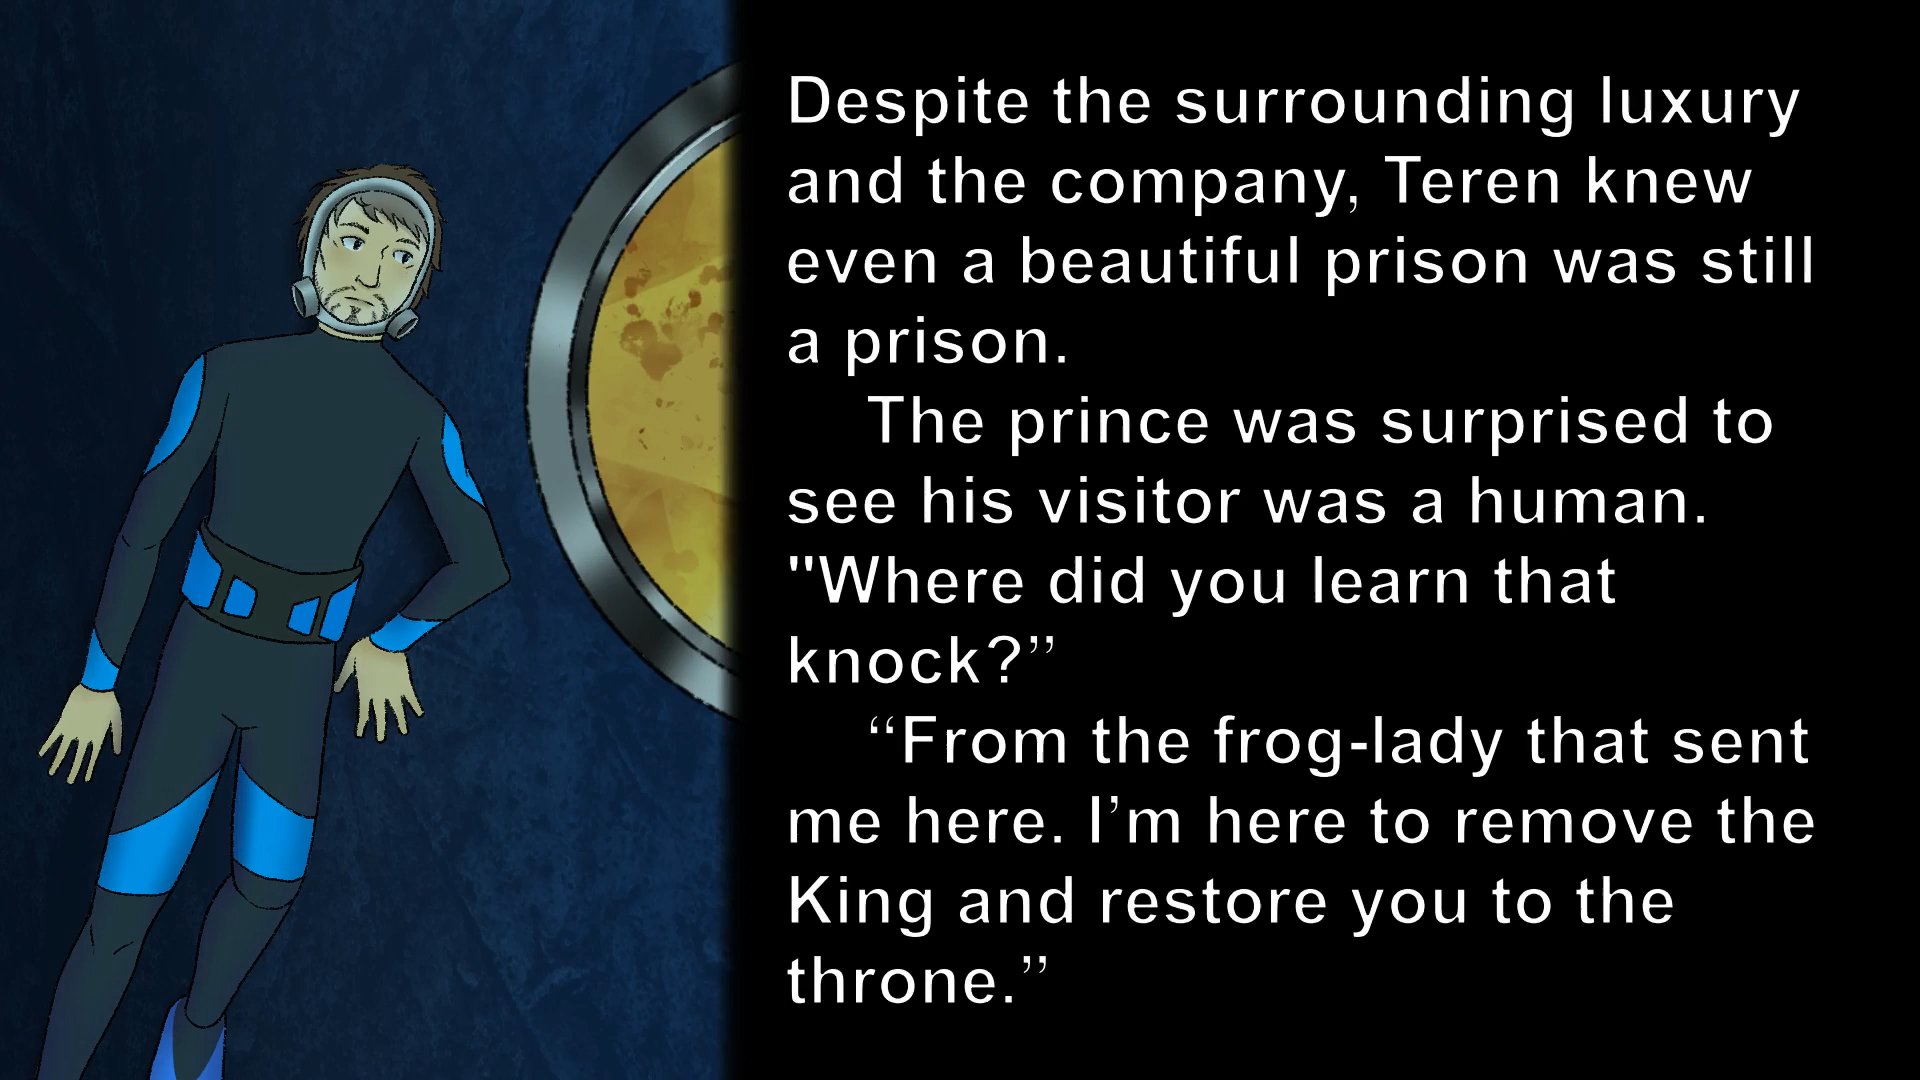 Despite the surrounding luxury
and the company, Teren knew
even a beautiful prison was still
a prison.
The prince was surprised to
see his visitor was a human.
"Where did you learn that
knock?”
“From the frog-lady that sent
me here. I’m here to remove the
King and restore you to the
throne.”